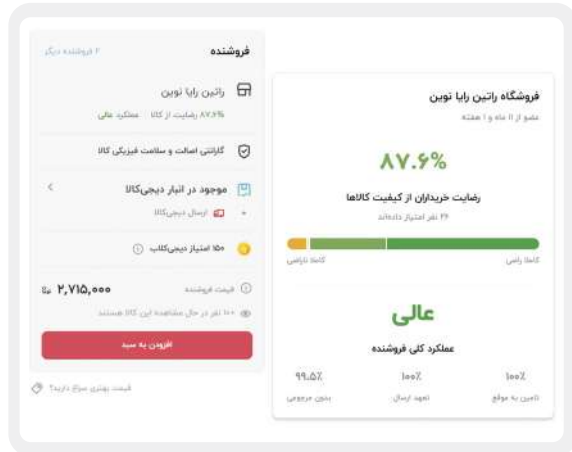 فروشنده
۲ فروشنده دیگر
راتین رایا نوین
۸۷.۶% رضایت از کالا عملکرد عالی
گارانتی اصالت و سلامت فیزیکی کالا
موجود در انبار دیجی‌کالا
ارسال دیجی‌کالا
۱۵۰ امتیاز دیجی‌کلاب
قیمت فروشنده
۲,۷۱۵,۰۰۰
۱۰۰+ نفر در حال مشاهده این کالا هستند
افزودن به سبد
قیمت بهتری سراغ دارید؟
فروشگاه راتین رایا نوین
عضو از ۱۱ ماه و ۱ هفته
۸۷.۶%
رضایت خریداران از کیفیت کالاها
۲۶ نفر امتیاز داده‌اند
کاملا راضی
کاملا ناراضی
عالی
عملکرد کلی فروشنده
۱۰۰% ۱۰۰% ۹۹.۵%
تامین به موقع تعهد ارسال بدون مرجوعی